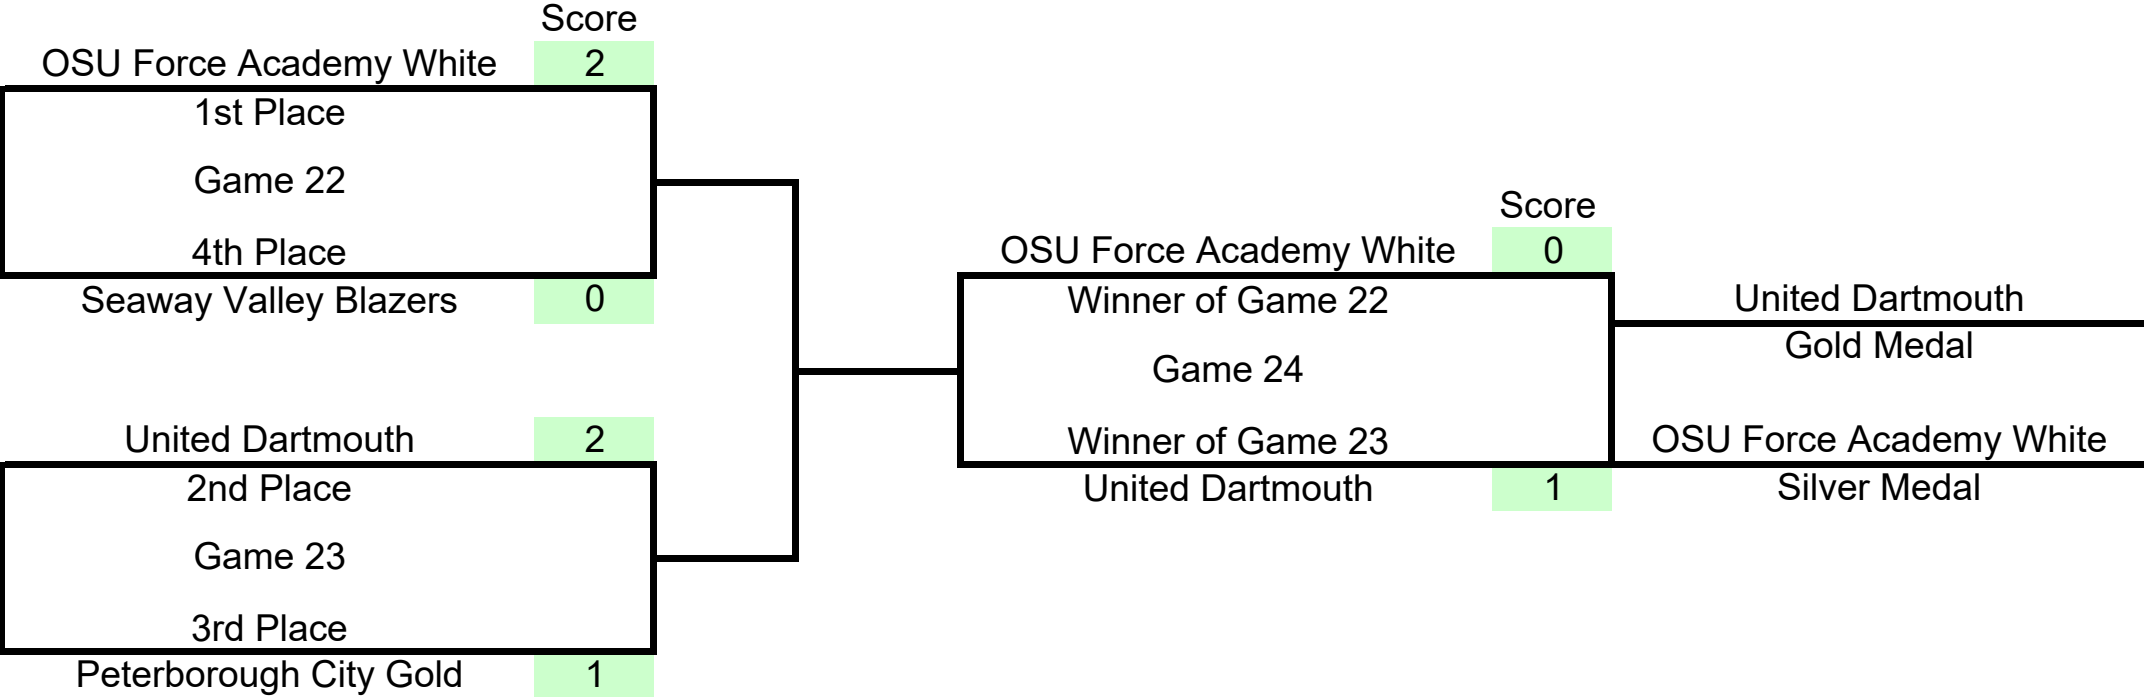 Score
OSU Force Academy White 2
1st Place
Game 22
4th Place
Seaway Valley Blazers 0
United Dartmouth 2
2nd Place
Game 23
3rd Place
Peterborough City Gold 1
Score
OSU Force Academy White 0
Winner of Game 22
Game 24
Winner of Game 23
United Dartmouth 1
United Dartmouth
Gold Medal
OSU Force Academy White
Silver Medal